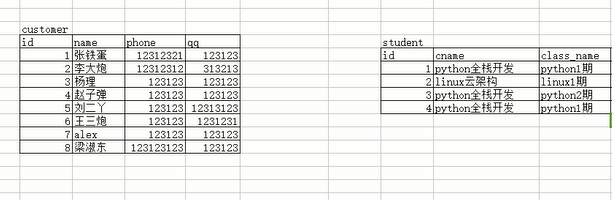 customer
id name phone qq
1 张铁蛋 12312321 123123
2 李大炮 12312312 313213
3 杨理 123123 123123
4 赵子弹 123123 123123
5 刘二丫 123123 12313123
6 王三炮 123123 1231231
7 alex 123123 123123
8 梁淑东 123123123 123123
student
id cname class_name
1 python全栈开发 python1期
2 linux云架构 linux1期
3 python全栈开发 python2期
4 python全栈开发 python1期